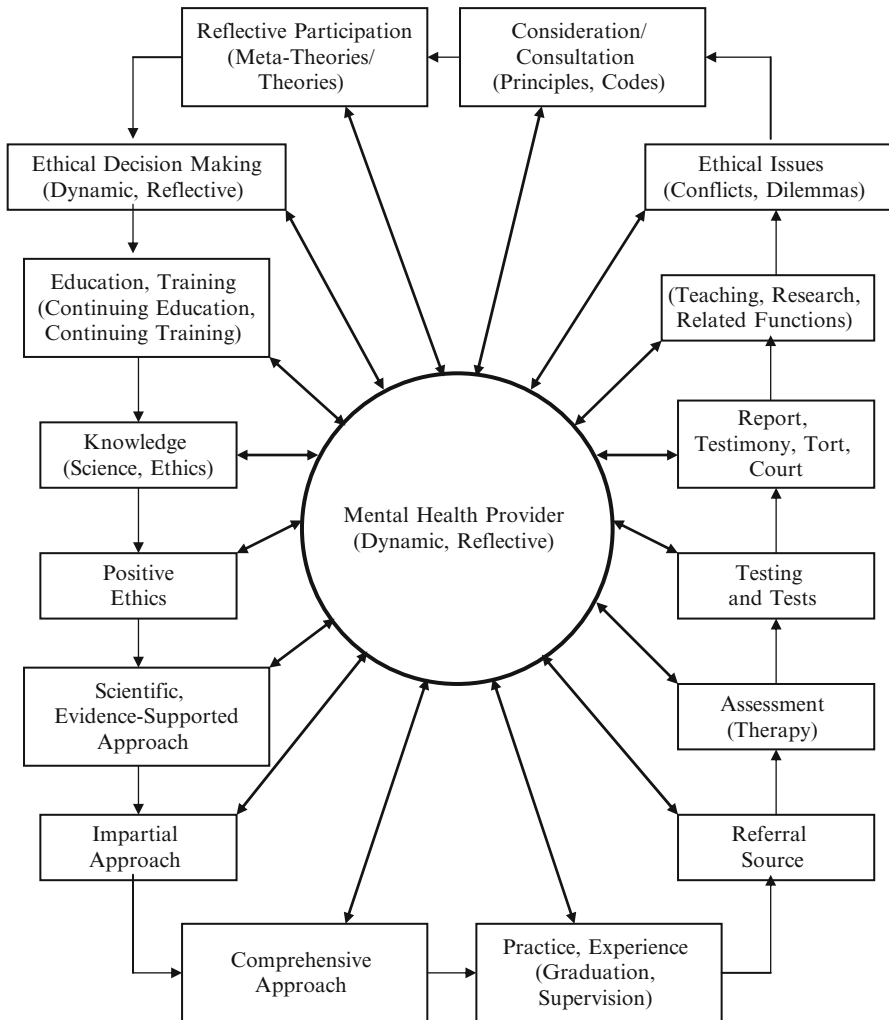 Reflective Participation
(Meta-Theories/
Theories)
Consideration/
Consultation
(Principles, Codes)
Ethical Decision Making
(Dynamic, Reflective)
Ethical Issues
(Conflicts, Dilemmas)
Education, Training
(Continuing Education,
Continuing Training)
(Teaching, Research,
Related Functions)
Knowledge
(Science, Ethics)
Report,
Testimony, Tort,
Court
Mental Health Provider
(Dynamic, Reflective)
Positive
Ethics
Testing
and Tests
Scientific,
Evidence-Supported
Approach
Assessment
(Therapy)
Impartial
Approach
Referral
Source
Comprehensive
Approach
Practice, Experience
(Graduation,
Supervision)